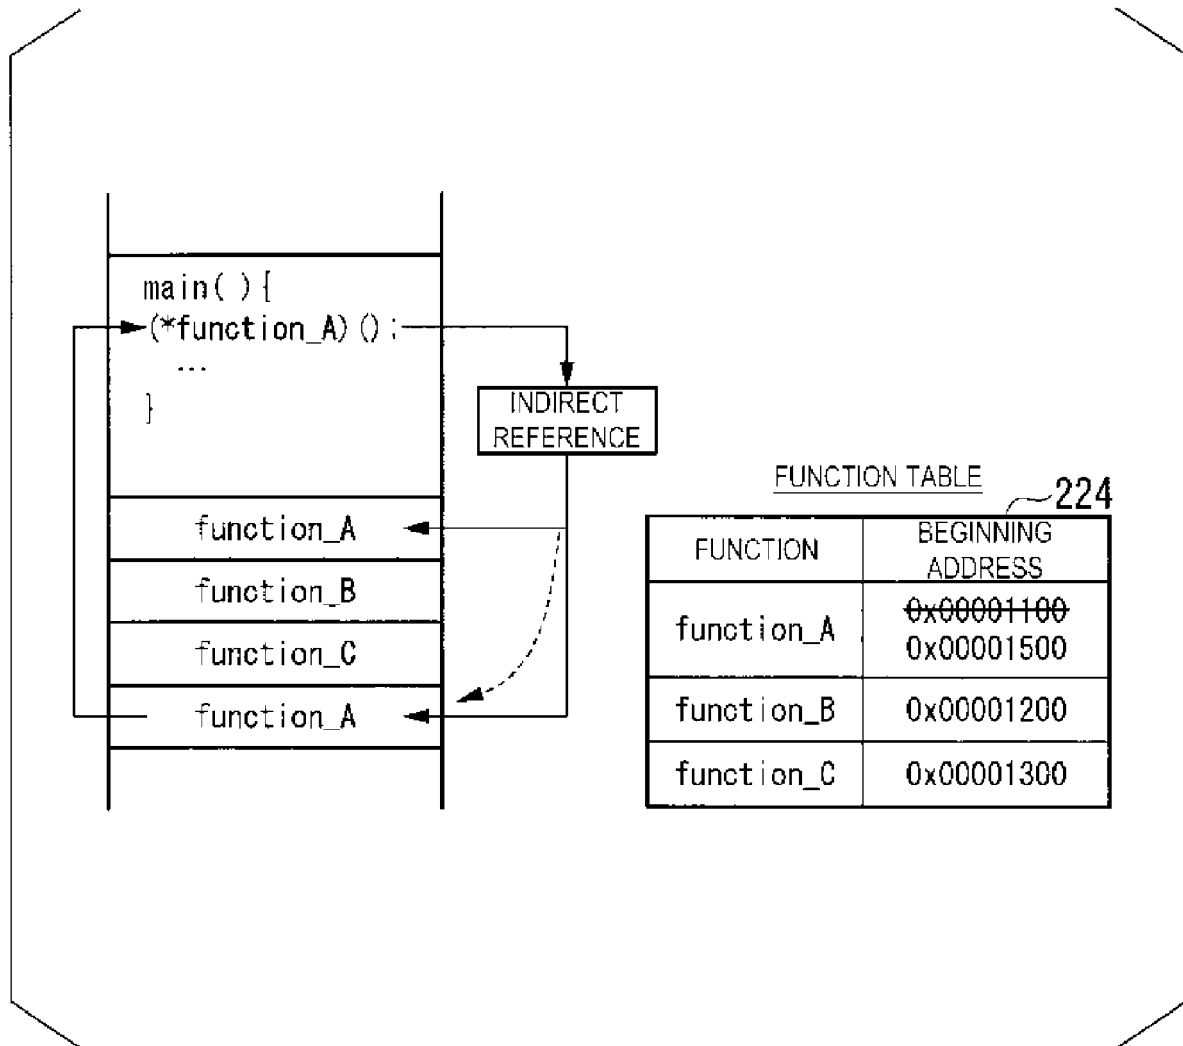 main( ){
(*function_A)();
...
}
INDIRECT
REFERENCE
function_A
function_B
function_C
function_A
FUNCTION TABLE
224
FUNCTION
BEGINNING
ADDRESS
function_A
0x00001100
0x00001500
function_B
0x00001200
function_C
0x00001300